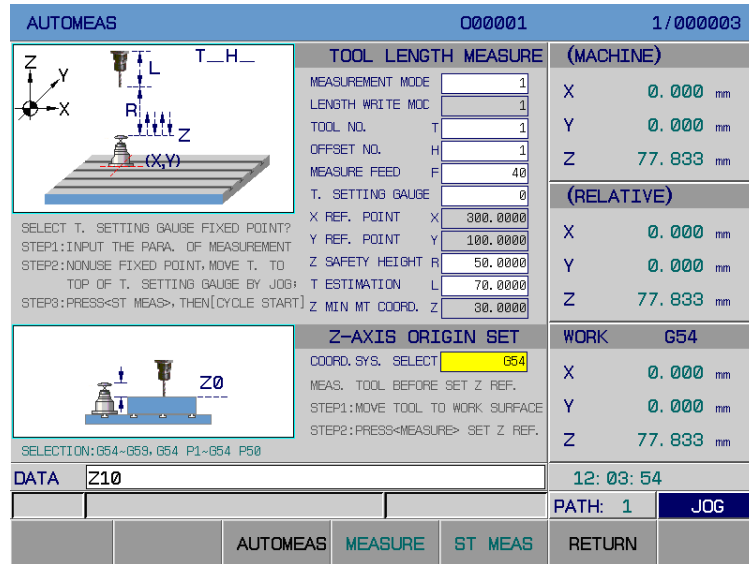 AUTOMEAS O00001 1/000003
T__H__
Z
Y
X
L
R
Z
(X,Y)
SELECT T. SETTING GAUGE FIXED POINT?
STEP1:INPUT THE PARA. OF MEASUREMENT
STEP2:NONUSE FIXED POINT,MOVE T. TO
TOP OF T. SETTING GAUGE BY JOG;
STEP3:PRESS<ST MEAS>,THEN[CYCLE START]
TOOL LENGTH MEASURE
MEASUREMENT MODE 1
LENGTH WRITE MOD 1
TOOL NO. T 1
OFFSET NO. H 1
MEASURE FEED F 40
T. SETTING GAUGE 0
X REF. POINT X 300.0000
Y REF. POINT Y 100.0000
Z SAFETY HEIGHT R 50.0000
T ESTIMATION L 70.0000
Z MIN MT COORD. Z 30.0000
Z0
SELECTION:G54~G59,G54 P1~G54 P50
Z-AXIS ORIGIN SET
COORD.SYS. SELECT G54
MEAS. TOOL BEFORE SET Z REF.
STEP1:MOVE TOOL TO WORK SURFACE
STEP2:PRESS<MEASURE> SET Z REF.
(MACHINE)
X 0.000 mm
Y 0.000 mm
Z 77.833 mm
(RELATIVE)
X 0.000 mm
Y 0.000 mm
Z 77.833 mm
WORK G54
X 0.000 mm
Y 0.000 mm
Z 77.833 mm
DATA Z10
12:03:54
PATH: 1 JOG
AUTOMEAS MEASURE ST MEAS RETURN